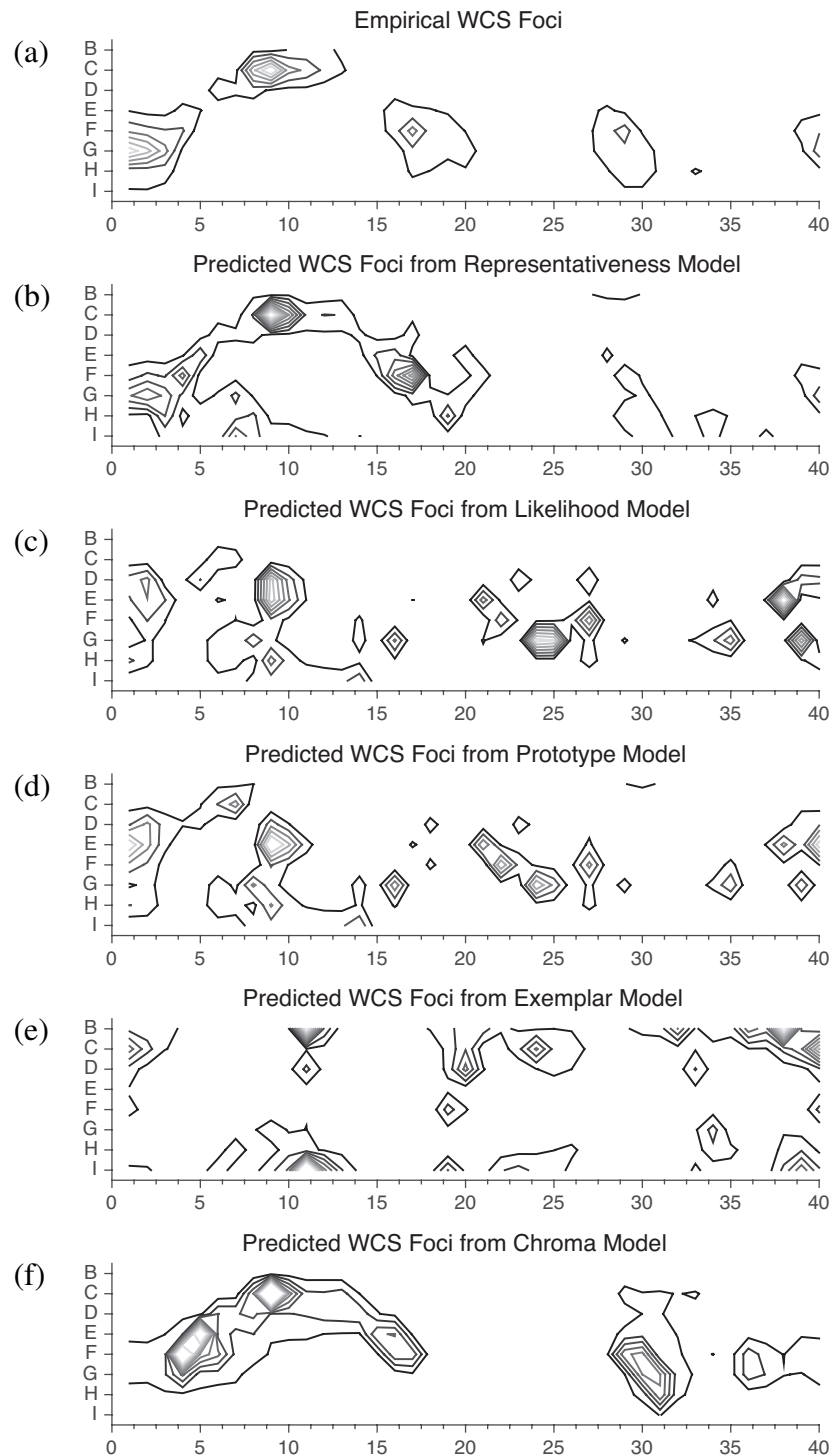 Empirical WCS Foci
(a)
B
C
D
E
F
G
H
I
0 5 10 15 20 25 30 35 40
Predicted WCS Foci from Representativeness Model
(b)
B
C
D
E
F
G
H
I
0 5 10 15 20 25 30 35 40
Predicted WCS Foci from Likelihood Model
(c)
B
C
D
E
F
G
H
I
0 5 10 15 20 25 30 35 40
Predicted WCS Foci from Prototype Model
(d)
B
C
D
E
F
G
H
I
0 5 10 15 20 25 30 35 40
Predicted WCS Foci from Exemplar Model
(e)
B
C
D
E
F
G
H
I
0 5 10 15 20 25 30 35 40
Predicted WCS Foci from Chroma Model
(f)
B
C
D
E
F
G
H
I
0 5 10 15 20 25 30 35 40